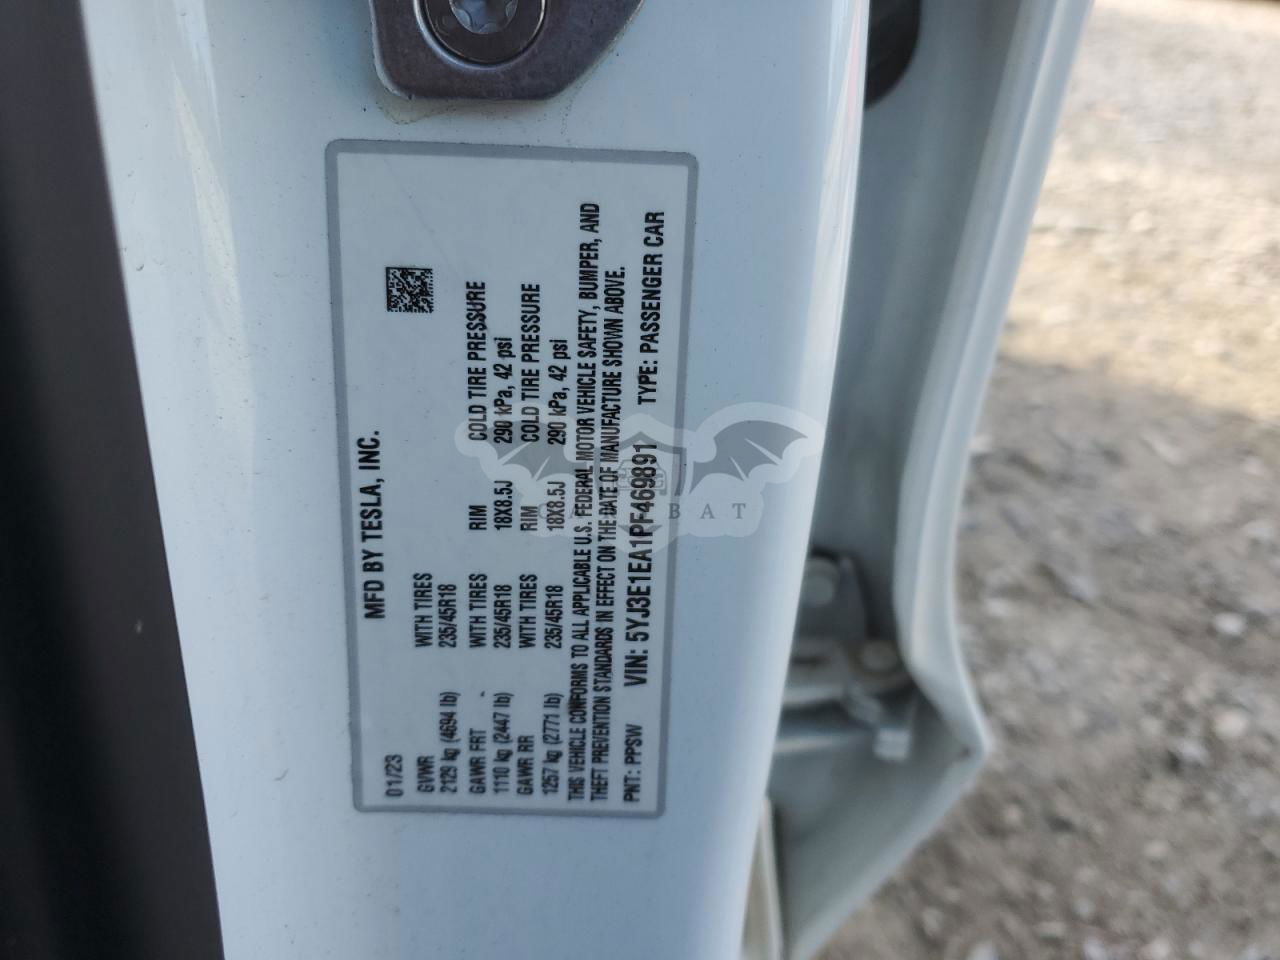 MFD BY TESLA, INC.
01/23
GVWR WITH TIRES
2129 kg (4694 lb) 235/45R18
GAWR FRT WITH TIRES RIM COLD TIRE PRESSURE
1110 kg (2447 lb) 235/45R18 18X8.5J 290 kPa, 42 psi
GAWR RR WITH TIRES RIM COLD TIRE PRESSURE
1257 kg (2771 lb) 235/45R18 18X8.5J 290 kPa, 42 psi
THIS VEHICLE CONFORMS TO ALL APPLICABLE U.S. FEDERAL MOTOR VEHICLE SAFETY, BUMPER, AND
THEFT PREVENTION STANDARDS IN EFFECT ON THE DATE OF MANUFACTURE SHOWN ABOVE.
PNT: PPSW VIN: 5YJ3E1EA1PF469891 TYPE: PASSENGER CAR